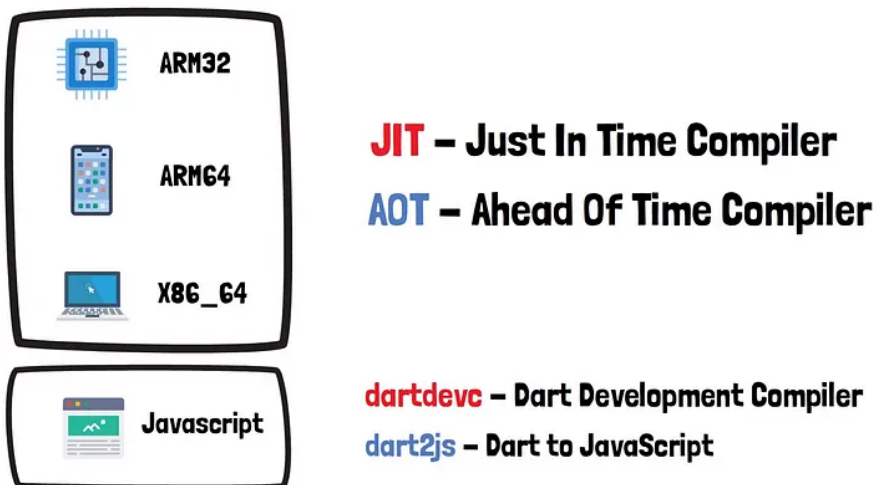 ARM32
ARM64
X86_64
JIT – Just In Time Compiler
AOT – Ahead Of Time Compiler
Javascript
dartdevc – Dart Development Compiler
dart2js – Dart to JavaScript